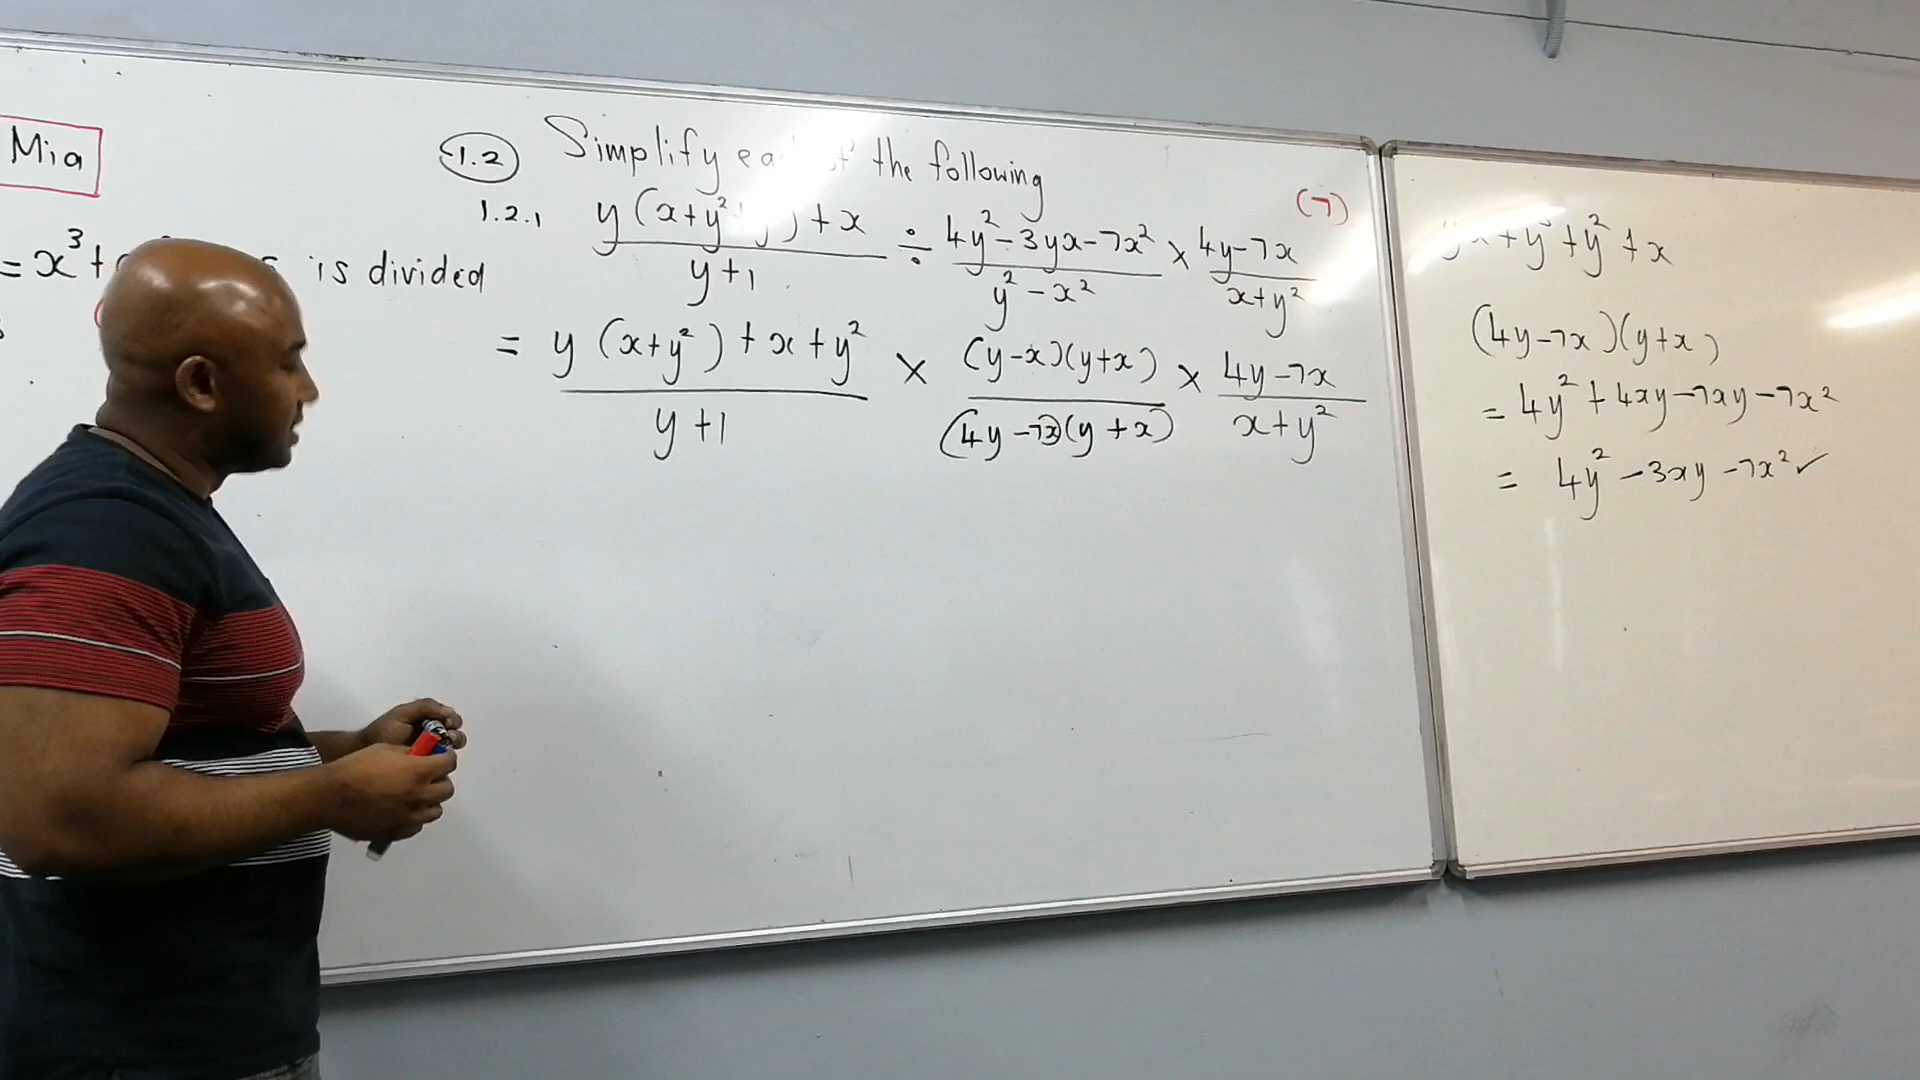 Mia
= x³ +
is divided
1.2 Simplify the following
(7)
1.2.1 y(x+y² y)+x / y+1 ÷ 4y²-3yx-7x² / y²-x² × 4y-7x / x+y²
= y(x+y²)+x+y² / y+1 × (y-x)(y+x) / (4y-7x)(y+x) × 4y-7x / x+y²
+y³+y²+x
(4y-7x)(y+x)
= 4y²+4xy-7xy-7x²
= 4y²-3xy-7x² ✓